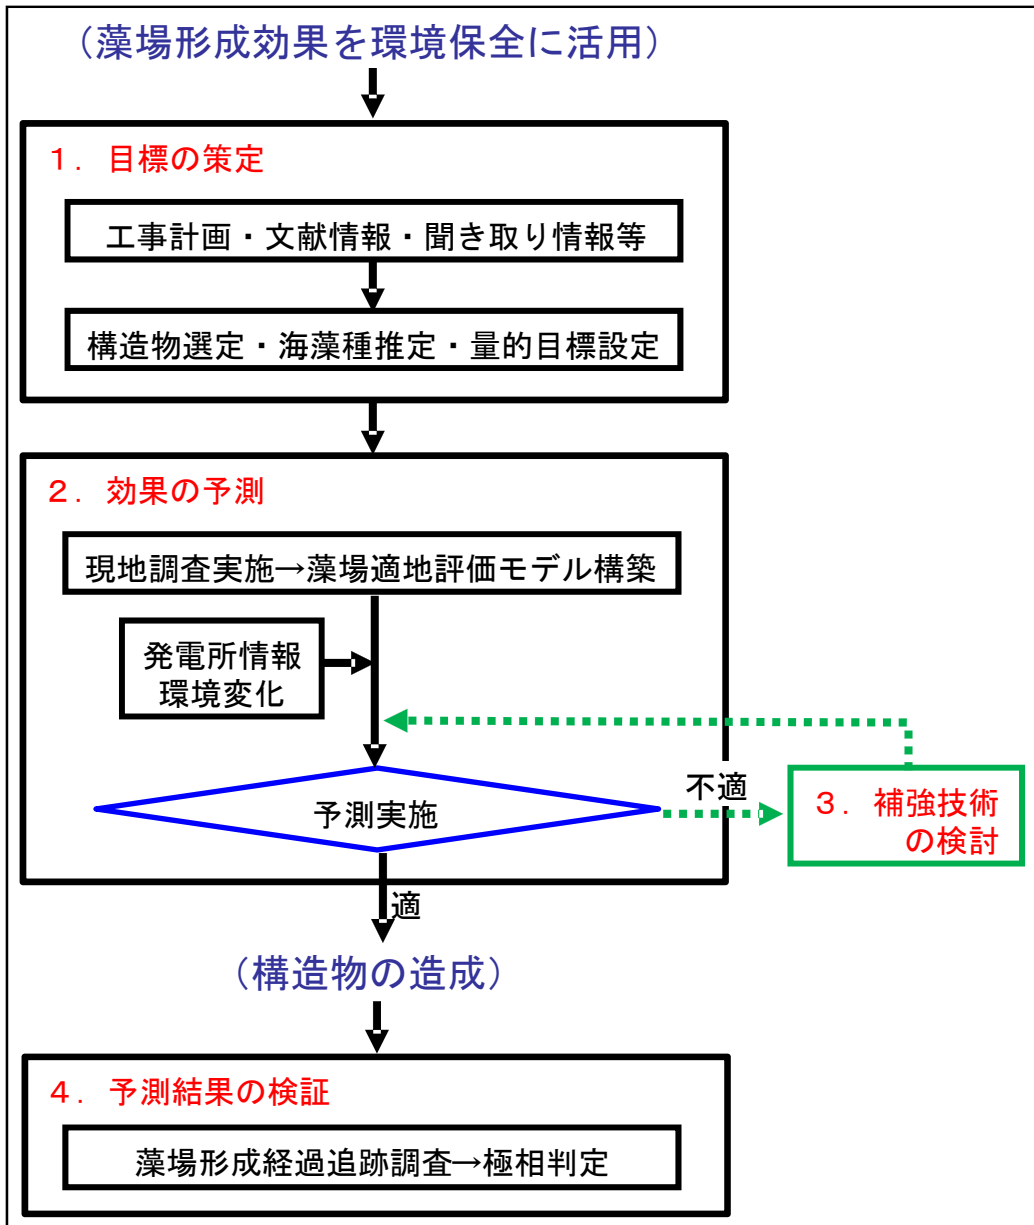 （藻場形成効果を環境保全に活用）
１．目標の策定
工事計画・文献情報・聞き取り情報等
構造物選定・海藻種推定・量的目標設定
２．効果の予測
現地調査実施→藻場適地評価モデル構築
発電所情報
環境変化
予測実施
不適
３．補強技術
の検討
適
（構造物の造成）
４．予測結果の検証
藻場形成経過追跡調査→極相判定